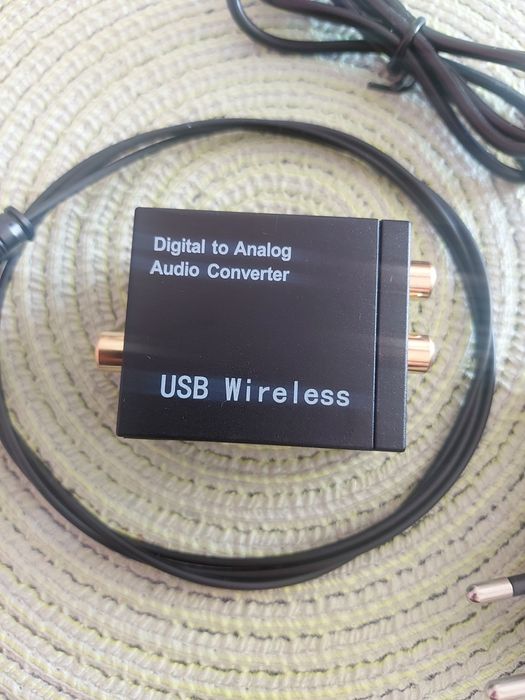 Digital to Analog
Audio Converter
USB Wireless